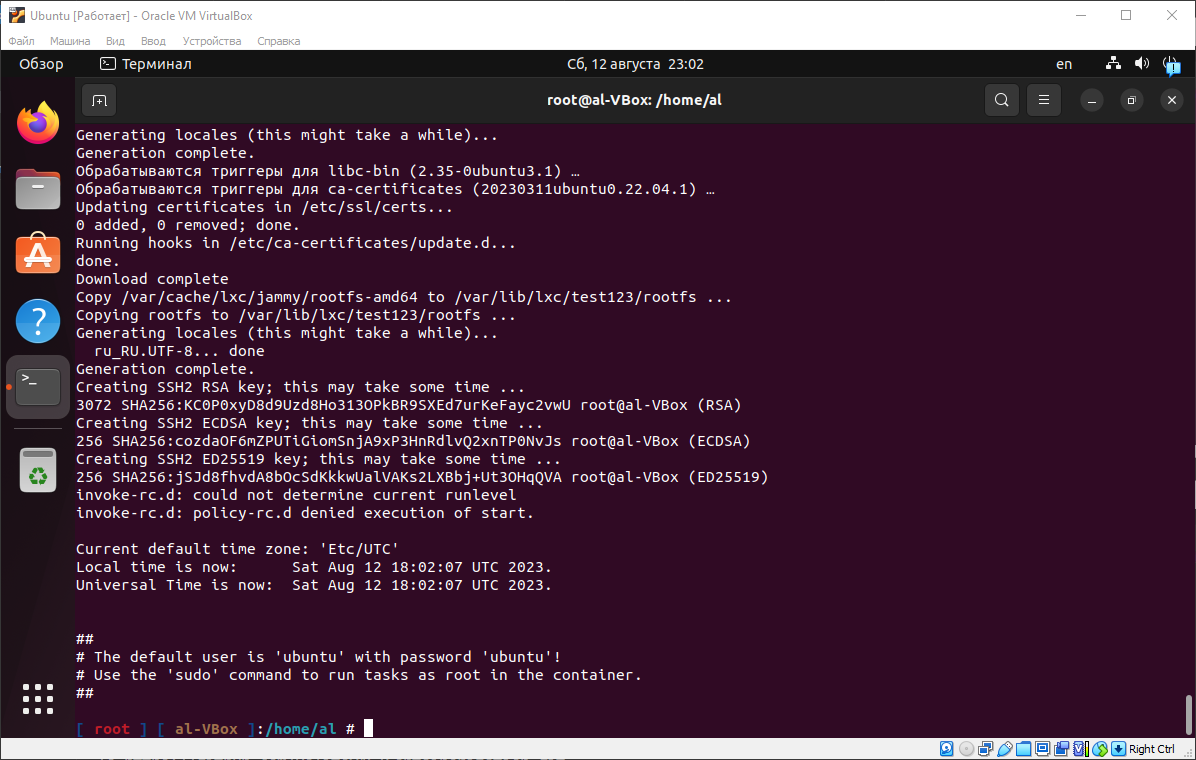 Ubuntu [Работает] - Oracle VM VirtualBox
Файл Машина Вид Ввод Устройства Справка
Обзор Терминал Сб, 12 августа 23:02 en
root@al-VBox: /home/al
Generating locales (this might take a while)...
Generation complete.
Обрабатываются триггеры для libc-bin (2.35-0ubuntu3.1) …
Обрабатываются триггеры для ca-certificates (20230311ubuntu0.22.04.1) …
Updating certificates in /etc/ssl/certs...
0 added, 0 removed; done.
Running hooks in /etc/ca-certificates/update.d...
done.
Download complete
Copy /var/cache/lxc/jammy/rootfs-amd64 to /var/lib/lxc/test123/rootfs ...
Copying rootfs to /var/lib/lxc/test123/rootfs ...
Generating locales (this might take a while)...
  ru_RU.UTF-8... done
Generation complete.
Creating SSH2 RSA key; this may take some time ...
3072 SHA256:KC0P0xyD8d9Uzd8Ho313OPkBR9SXEd7urKeFayc2vwU root@al-VBox (RSA)
Creating SSH2 ECDSA key; this may take some time ...
256 SHA256:cozdaOF6mZPUTiGiomSnjA9xP3HnRdlvQ2xnTP0NvJs root@al-VBox (ECDSA)
Creating SSH2 ED25519 key; this may take some time ...
256 SHA256:jSJd8fhvdA8bOcSdKkkwUalVAKs2LXBbj+Ut3OHqQVA root@al-VBox (ED25519)
invoke-rc.d: could not determine current runlevel
invoke-rc.d: policy-rc.d denied execution of start.
Current default time zone: 'Etc/UTC'
Local time is now:      Sat Aug 12 18:02:07 UTC 2023.
Universal Time is now:  Sat Aug 12 18:02:07 UTC 2023.
##
# The default user is 'ubuntu' with password 'ubuntu'!
# Use the 'sudo' command to run tasks as root in the container.
##
[ root ] [ al-VBox ]:/home/al #
Right Ctrl